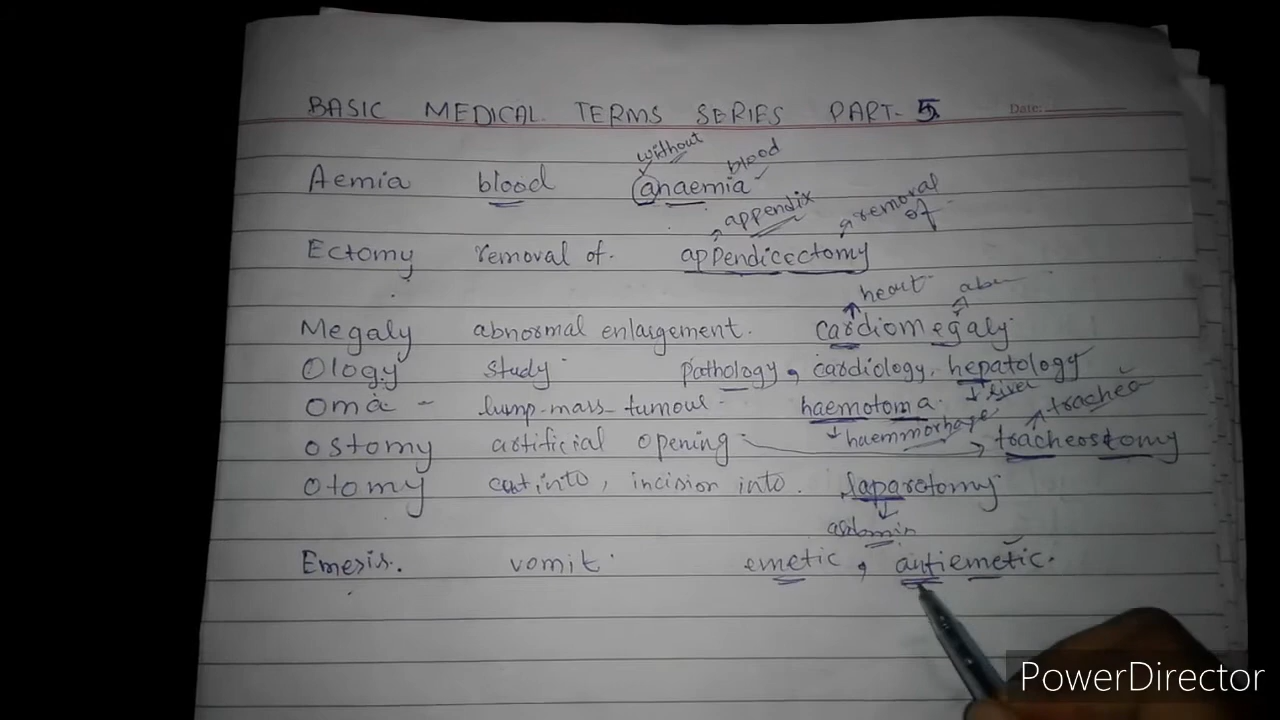 BASIC MEDICAL TERMS SERIES PART-5
Date:
without
blood
Aemia blood anaemia
appendix removal of
Ectomy removal of appendicectomy
heart
Megaly abnormal enlargement. cardiomegaly
Ology study pathology, cardiology, hepatology
liver
Oma - lump-mass-tumour haemotoma.
haemmorhage trachea
Ostomy artificial opening tracheostomy
Otomy cut into, incision into. laparotomy
Emesis. vomit emetic, antiemetic.
PowerDirector